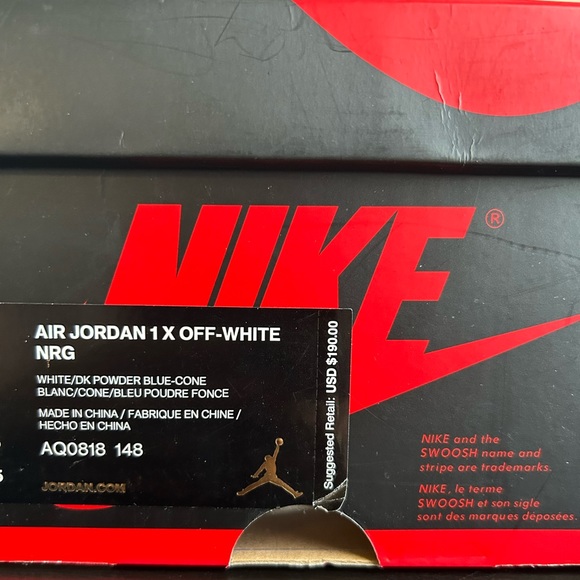 NIKE®
AIR JORDAN 1 X OFF-WHITE
NRG
WHITE/DK POWDER BLUE-CONE
BLANC/CONE/BLEU POUDRE FONCE
MADE IN CHINA / FABRIQUE EN CHINE /
HECHO EN CHINA
AQ0818 148
JORDAN.COM
Suggested Retail: USD $190.00
NIKE and the
SWOOSH name and
stripe are trademarks.
NIKE, le terme
SWOOSH et son sigle
sont des marques déposées.